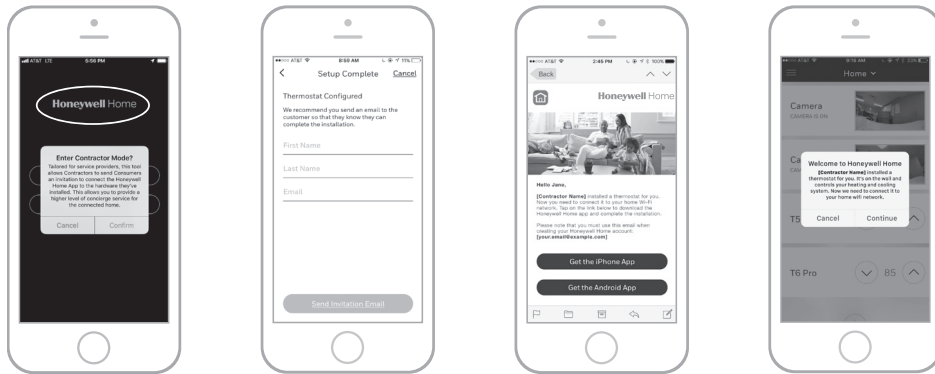 AT&T LTE 8:56 PM
Honeywell Home
Enter Contractor Mode?
Tailored for service providers, this tool
allows Contractors to send Consumers
an invitation to connect the Honeywell
Home App to the hardware they've
installed. This allows you to provide a
higher level of concierge service for
the connected home.
Cancel Confirm
AT&T 8:59 AM 11%
Setup Complete Cancel
Thermostat Configured
We recommend you send an email to the
customer so that they know they can
complete the installation.
First Name
Last Name
Email
Send Invitation Email
AT&T 2:45 PM 100%
Back
Honeywell Home
Hello Jane,
[Contractor Name] installed a thermostat for you.
Now you need to connect it to your home Wi-Fi
network. Tap on the link below to download the
Honeywell Home app and complete the installation.
Please note that you must use this email when
creating your Honeywell Home account:
[your.email@example.com]
Get the iPhone App
Get the Android App
AT&T AM
Home
Camera
CAMERA IS ON
Ca
Welcome to Honeywell Home
[Contractor Name] installed a
thermostat for you. It's on the wall and
controls your heating and cooling
system. Now we need to connect it to
your home wifi network.
Cancel Continue
T5
T6 Pro 85